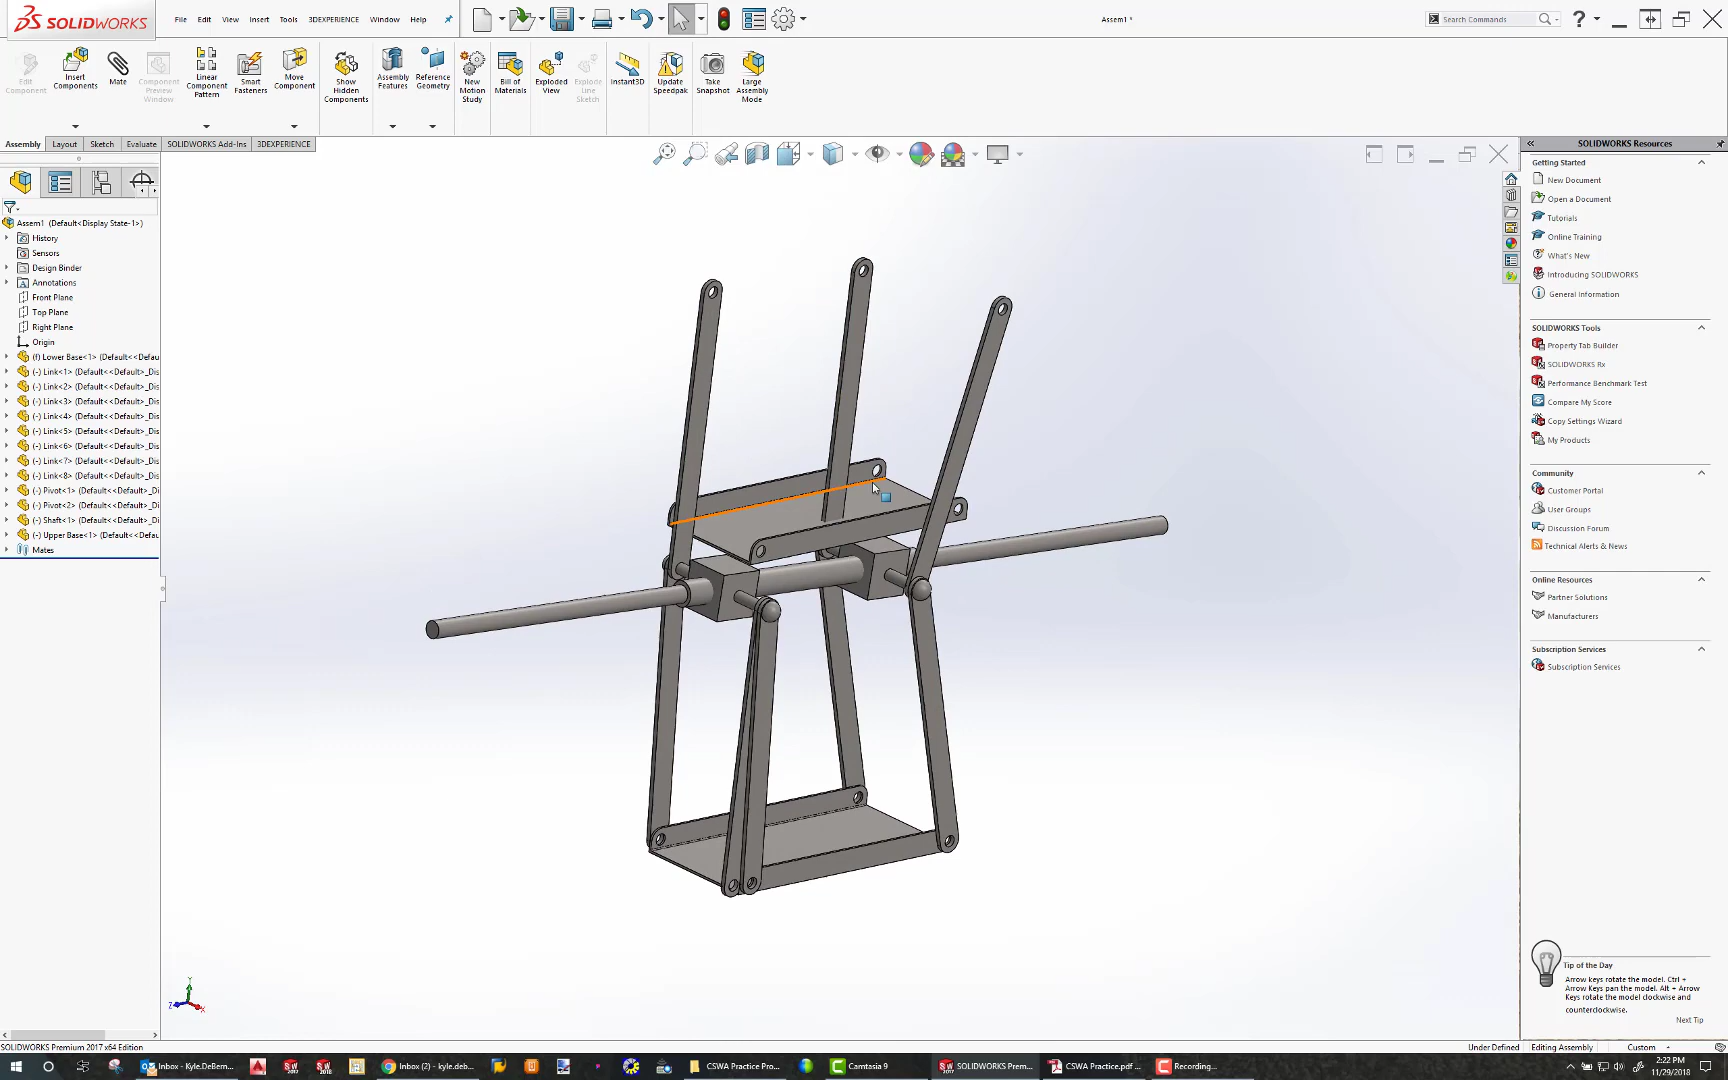 SOLIDWORKS File Edit View Insert Tools 3DEXPERIENCE Window Help Assem1 * Search Commands
Edit Component
Insert Components
Mate
Component Preview Window
Linear Component Pattern
Smart Fasteners
Move Component
Show Hidden Components
Assembly Features
Reference Geometry
New Motion Study
Bill of Materials
Exploded View
Explode Line Sketch
Instant3D
Update Speedpak
Take Snapshot
Large Assembly Mode
Assembly Layout Sketch Evaluate SOLIDWORKS Add-Ins 3DEXPERIENCE
Assem1 (Default<Display State-1>)
History
Sensors
Design Binder
Annotations
Front Plane
Top Plane
Right Plane
Origin
(f) Lower Base<1> (Default<<Defau
(-) Link<1> (Default<<Default>_Dis
(-) Link<2> (Default<<Default>_Dis
(-) Link<3> (Default<<Default>_Dis
(-) Link<4> (Default<<Default>_Dis
(-) Link<5> (Default<<Default>_Dis
(-) Link<6> (Default<<Default>_Dis
(-) Link<7> (Default<<Default>_Dis
(-) Link<8> (Default<<Default>_Dis
(-) Pivot<1> (Default<<Default>_Di
(-) Pivot<2> (Default<<Default>_Di
(-) Shaft<1> (Default<<Default>_Di
(-) Upper Base<1> (Default<<Defau
Mates
SOLIDWORKS Resources
Getting Started
New Document
Open a Document
Tutorials
Online Training
What's New
Introducing SOLIDWORKS
General Information
SOLIDWORKS Tools
Property Tab Builder
SOLIDWORKS Rx
Performance Benchmark Test
Compare My Score
Copy Settings Wizard
My Products
Community
Customer Portal
User Groups
Discussion Forum
Technical Alerts & News
Online Resources
Partner Solutions
Manufacturers
Subscription Services
Subscription Services
Tip of the Day
Arrow keys rotate the model. Ctrl +
Arrow Keys pan the model. Alt + Arrow
Keys rotate the model clockwise and
counterclockwise.
Next Tip
Y
Z
X
SOLIDWORKS Premium 2017 x64 Edition Under Defined Editing Assembly Custom
Inbox - Kyle.DeBern... Inbox (2) - kyle.deb... CSWA Practice Pro... Camtasia 9 SOLIDWORKS Prem... CSWA Practice.pdf ... Recording... 2:22 PM
11/29/2018